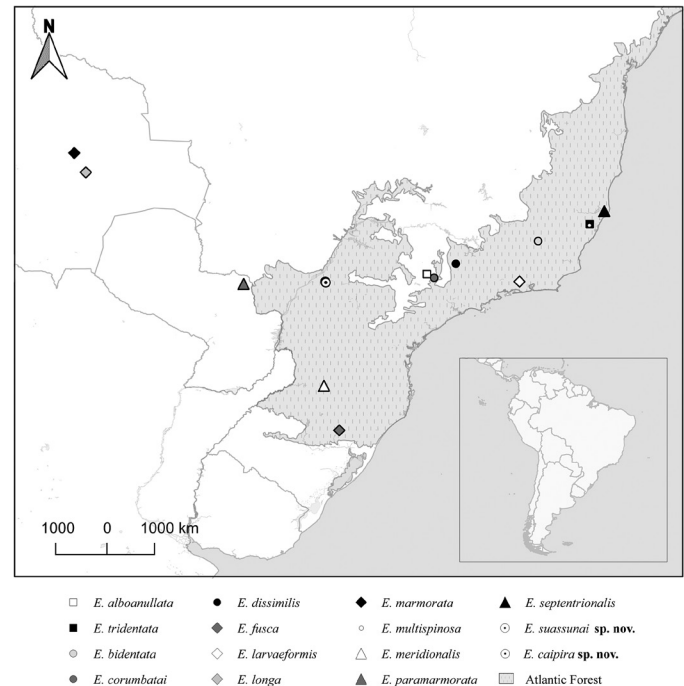 N
1000 0 1000 km
E. alboanullata E. dissimilis E. marmorata E. septentrionalis
E. tridentata E. fusca E. multispinosa E. suassunai sp. nov.
E. bidentata E. larvaeformis E. meridionalis E. caipira sp. nov.
E. corumbatai E. longa E. paramarmorata Atlantic Forest